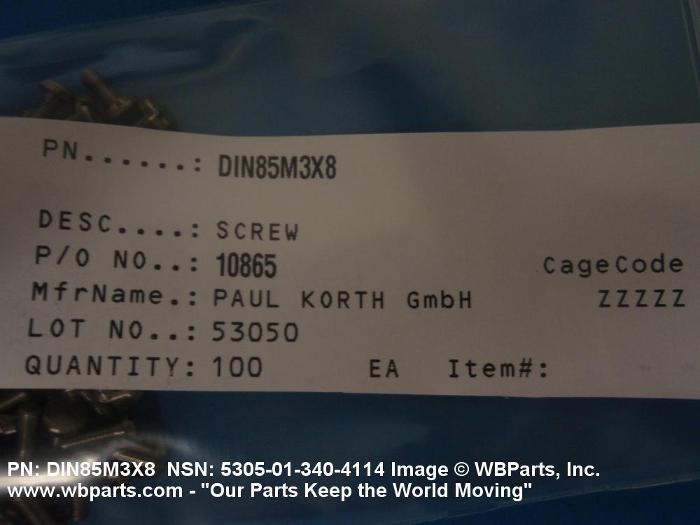 PN......: DIN85M3X8
DESC....: SCREW
P/O NO..: 10865 CageCode
MfrName.: PAUL KORTH GmbH ZZZZZ
LOT NO..: 53050
QUANTITY: 100 EA Item#:
PN: DIN85M3X8 NSN: 5305-01-340-4114 Image © WBParts, Inc.
www.wbparts.com - "Our Parts Keep the World Moving"